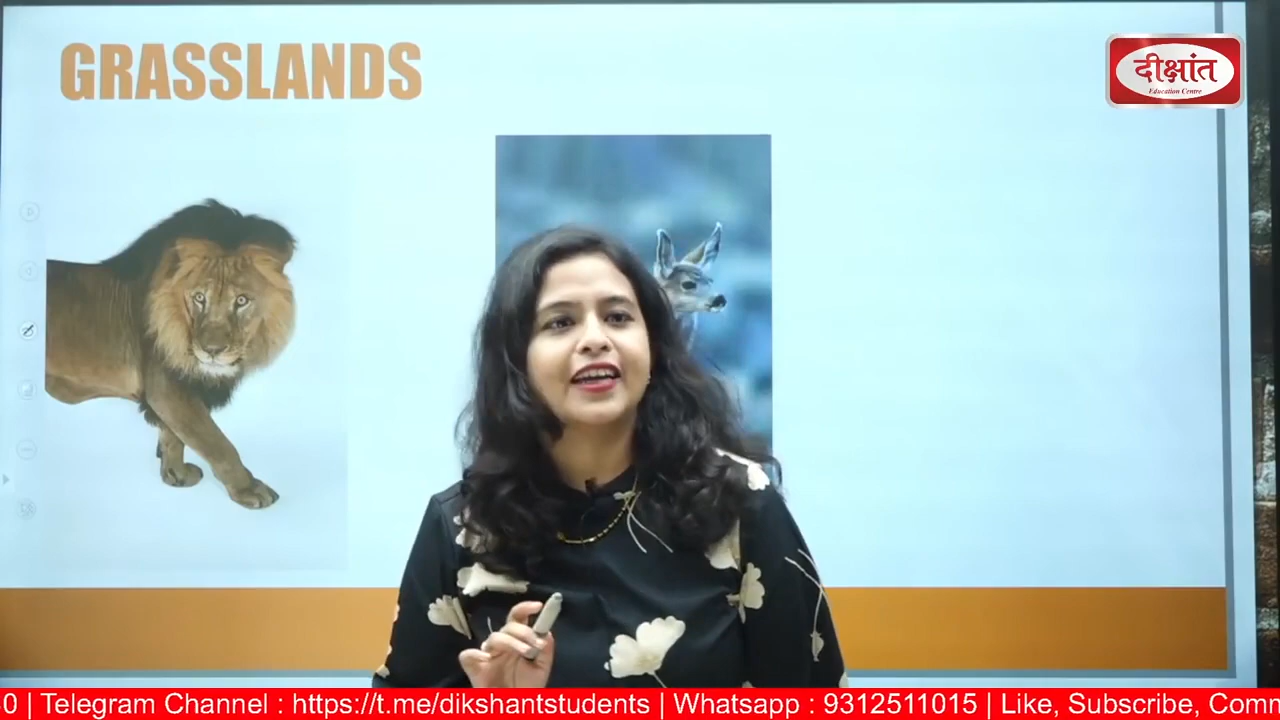 GRASSLANDS
दीक्षांत
Education Centre
0 | Telegram Channel : https://t.me/dikshantstudents | Whatsapp : 9312511015 | Like, Subscribe, Comm